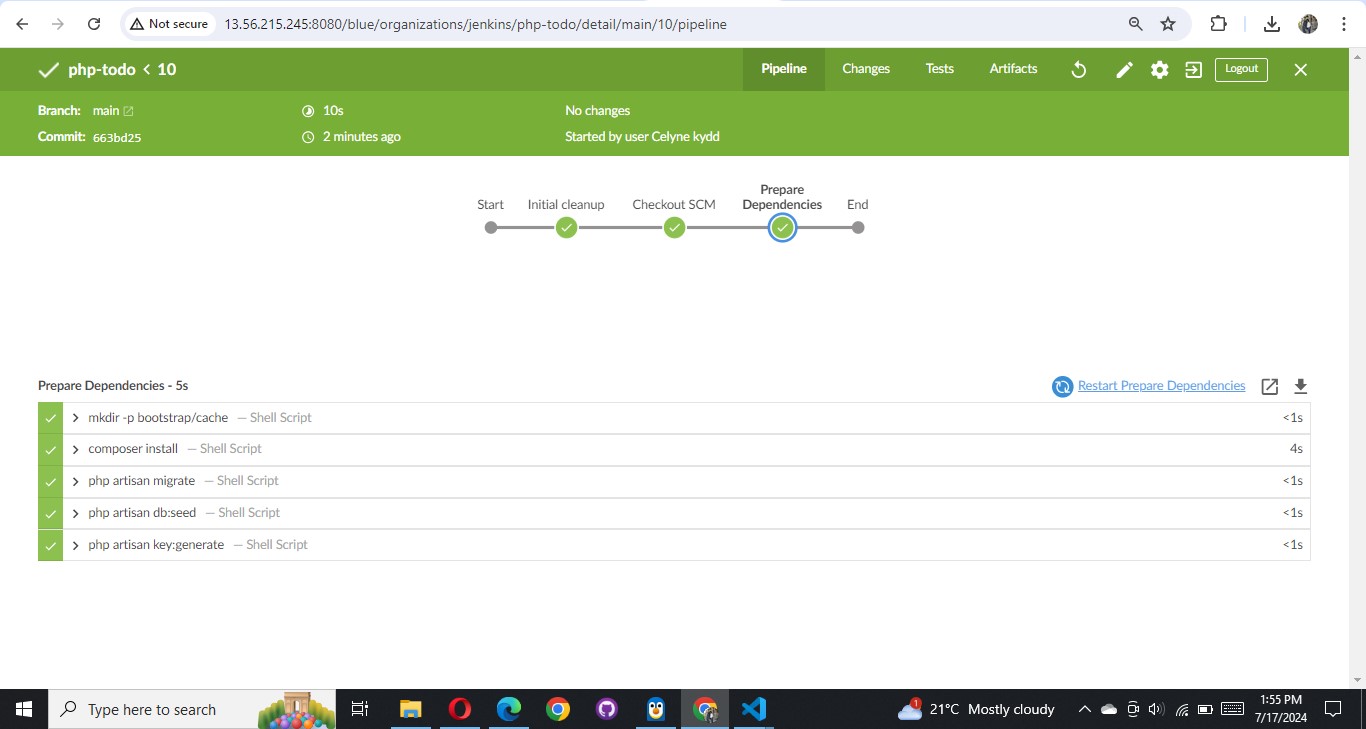 Not secure 13.56.215.245:8080/blue/organizations/jenkins/php-todo/detail/main/10/pipeline
php-todo < 10 Pipeline Changes Tests Artifacts Logout
Branch: main 10s No changes
Commit: 663bd25 2 minutes ago Started by user Celyne kydd
Start Initial cleanup Checkout SCM Prepare Dependencies End
Prepare Dependencies - 5s Restart Prepare Dependencies
mkdir -p bootstrap/cache — Shell Script <1s
composer install — Shell Script 4s
php artisan migrate — Shell Script <1s
php artisan db:seed — Shell Script <1s
php artisan key:generate — Shell Script <1s
Type here to search 1 21°C Mostly cloudy 1:55 PM
7/17/2024